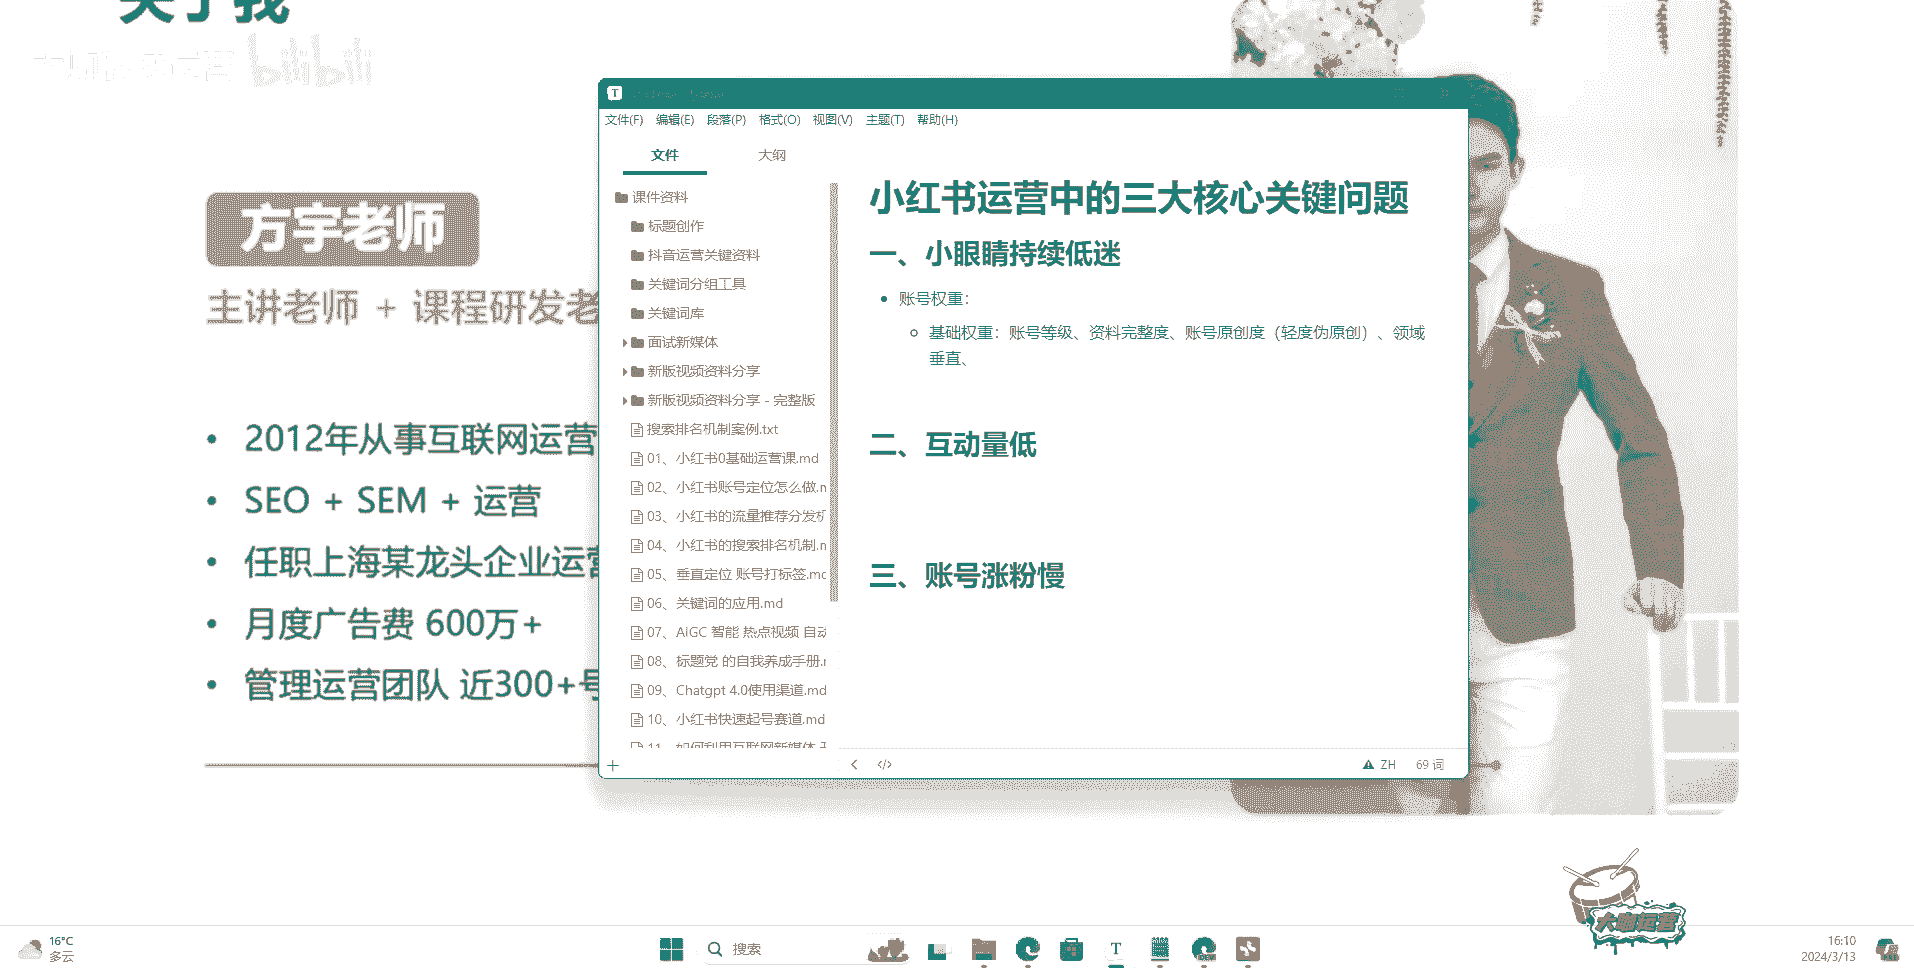 关于我
bilibili
方宇老师
主讲老师 + 课程研发老
2012年从事互联网运营
SEO + SEM + 运营
任职上海某龙头企业运营
月度广告费 600万+
管理运营团队 近300+号
T
文件(F) 编辑(E) 段落(P) 格式(O) 视图(V) 主题(T) 帮助(H)
文件 大纲
课件资料
标题创作
抖音运营关键资料
关键词分组工具
关键词库
面试新媒体
新版视频资料分享
新版视频资料分享 - 完整版
搜索排名机制案例.txt
01、小红书0基础运营课.md
02、小红书账号定位怎么做.m
03、小红书的流量推荐分发机
04、小红书的搜索排名机制.m
05、垂直定位 账号打标签.md
06、关键词的应用.md
07、AiGC 智能 热点视频 自动
08、标题党 的自我养成手册.m
09、Chatgpt 4.0使用渠道.md
10、小红书快速起号赛道.md
11、如何利用互联网新媒体
小红书运营中的三大核心关键问题
一、小眼睛持续低迷
账号权重：
基础权重：账号等级、资料完整度、账号原创度（轻度伪原创）、领域
垂直、
二、互动量低
三、账号涨粉慢
ZH 69 词
大咖运营
16°C
多云
搜索
T
16:10
2024/3/13